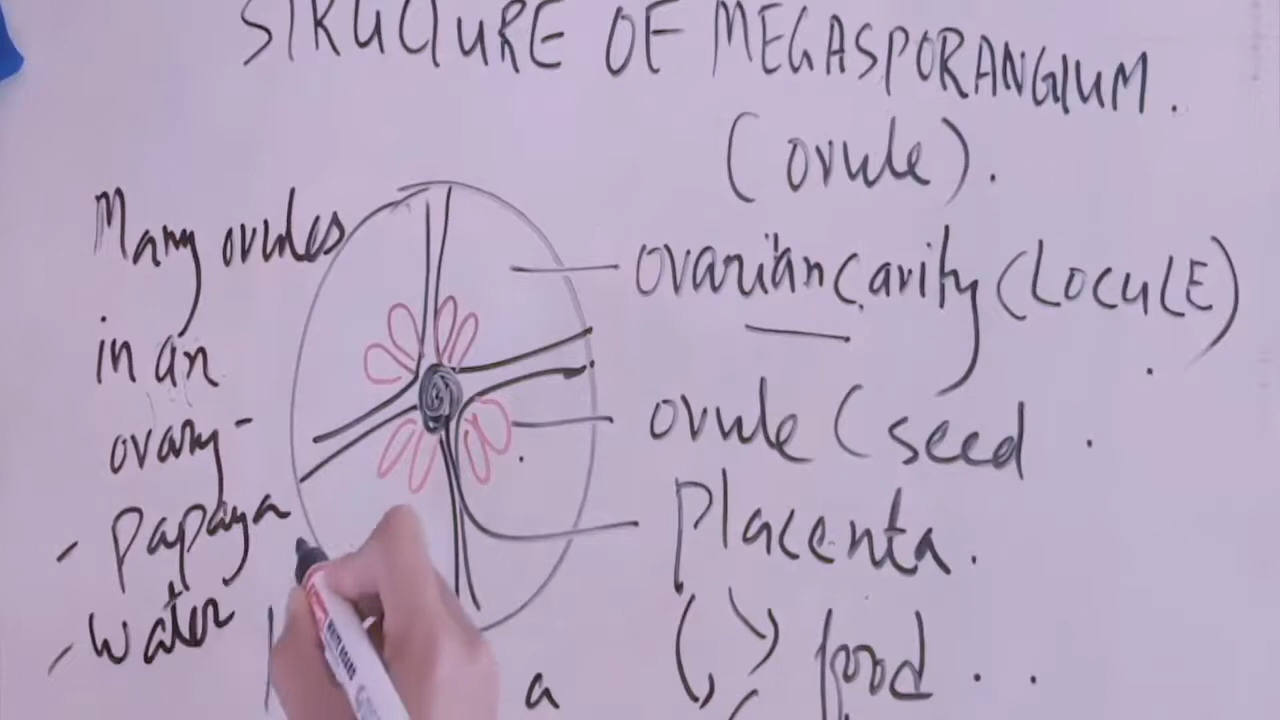 STRUCTURE OF MEGASPORANGIUM.
(ovule).
Many ovules
in an
ovary-
- Papaya
- water
ovarian cavity (LOCULE)
ovule (seed
Placenta.
food
a